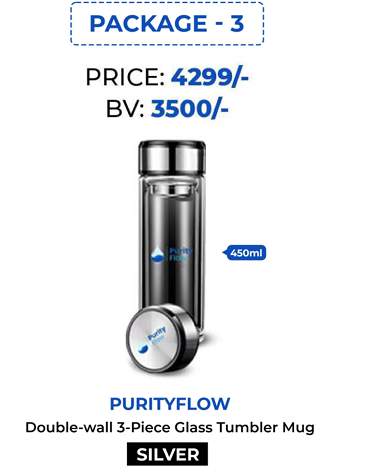 PACKAGE - 3
PRICE: 4299/-
BV: 3500/-
Purity
Flow
450ml
Purity
Flow
PURITYFLOW
Double-wall 3-Piece Glass Tumbler Mug
SILVER